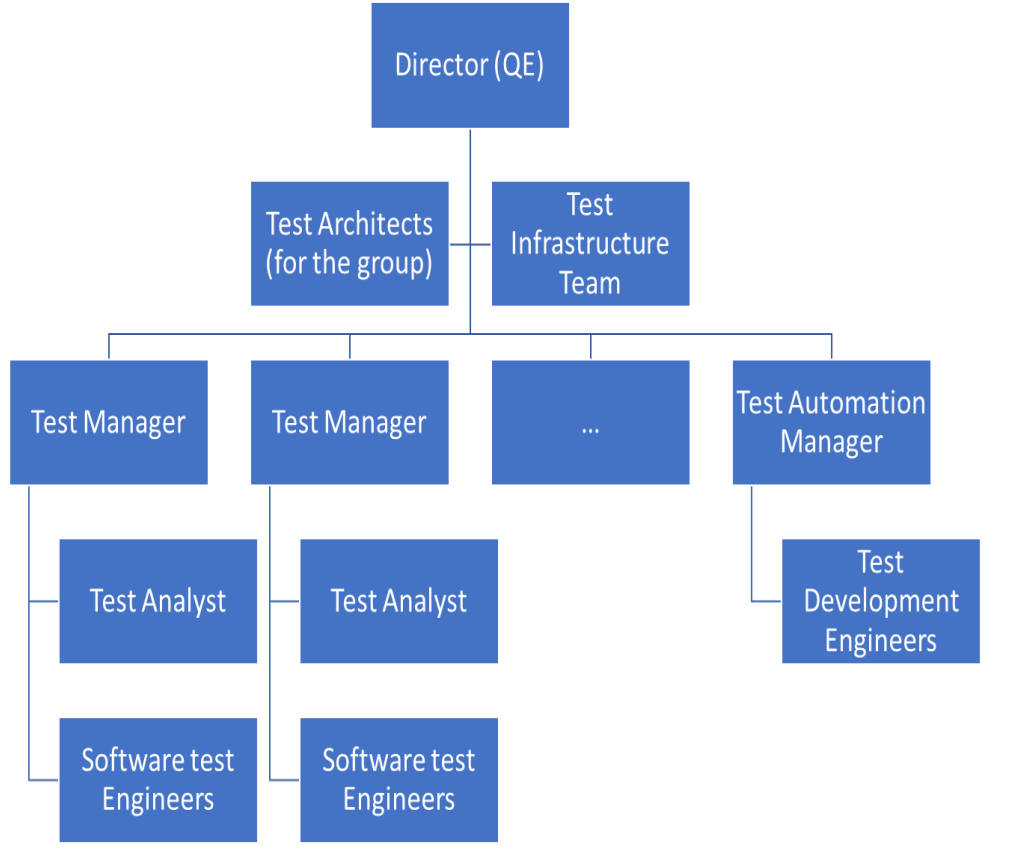 Director (QE)
Test Architects
(for the group)
Test
Infrastructure
Team
Test Manager
Test Manager
...
Test Automation
Manager
Test Analyst
Test Analyst
Test
Development
Engineers
Software test
Engineers
Software test
Engineers